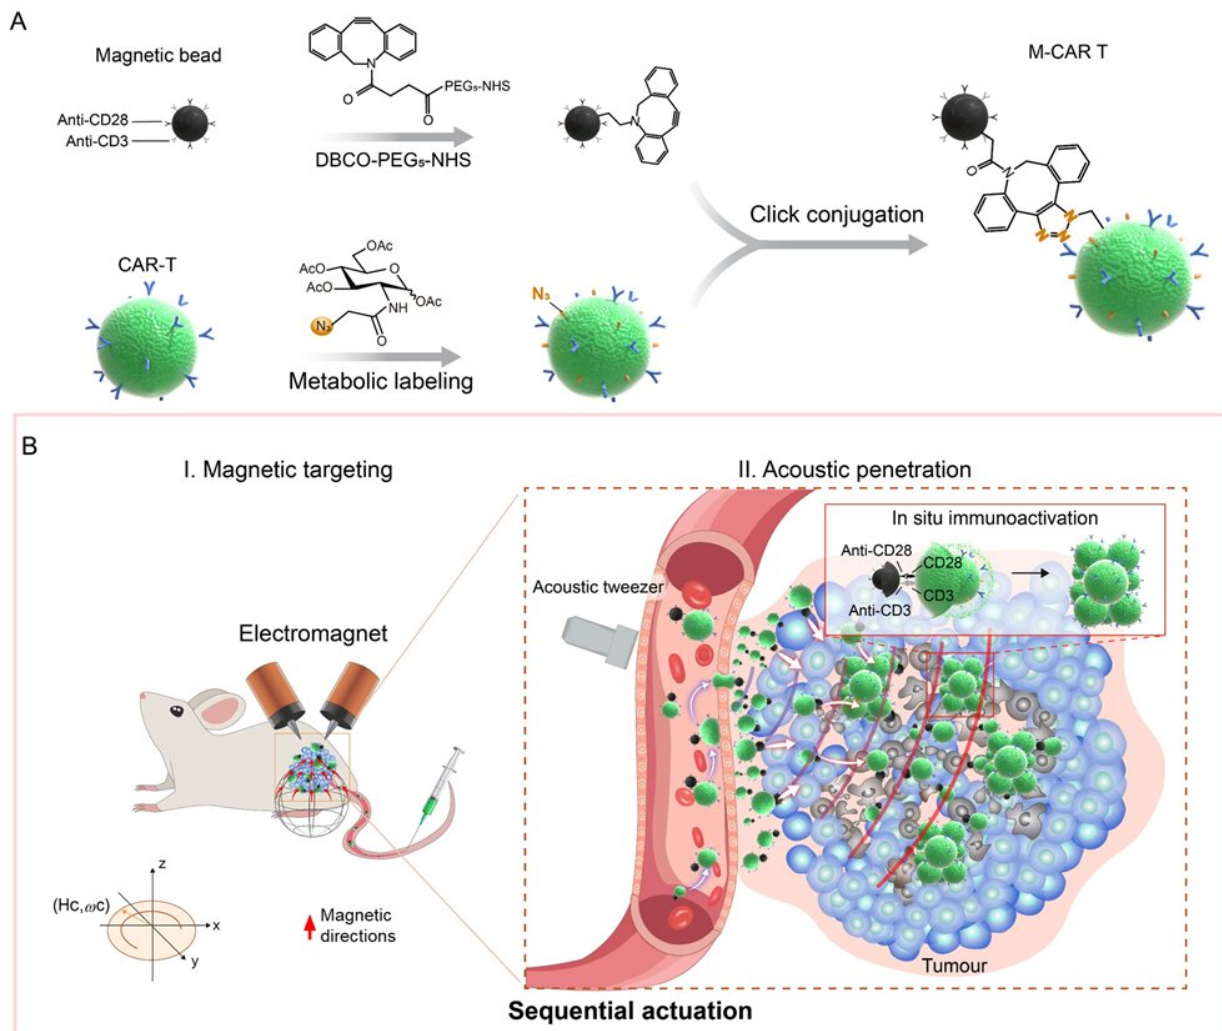 A
Magnetic bead
Anti-CD28
Anti-CD3
N
O
O
PEG₅-NHS
DBCO-PEG₅-NHS
N
M-CAR T
O
N
N
N
N
Click conjugation
CAR-T
OAc
AcO
O
AcO
OAc
NH
N₃
O
Metabolic labeling
N₃
B
I. Magnetic targeting
II. Acoustic penetration
In situ immunoactivation
Anti-CD28
CD28
CD3
Anti-CD3
Acoustic tweezer
Electromagnet
z
(Hc,ωc)
x
y
Magnetic
directions
Tumour
Sequential actuation